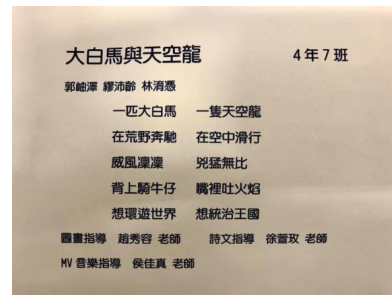 大白馬與天空龍 4年7班
郭岫澤 繆沛齡 林消憑
一匹大白馬 一隻天空龍
在荒野奔馳 在空中滑行
威風凜凜 兇猛無比
背上騎牛仔 嘴裡吐火焰
想環遊世界 想統治王國
圖畫指導 趙秀容 老師 詩文指導 徐萱玫 老師
MV 音樂指導 侯佳真 老師